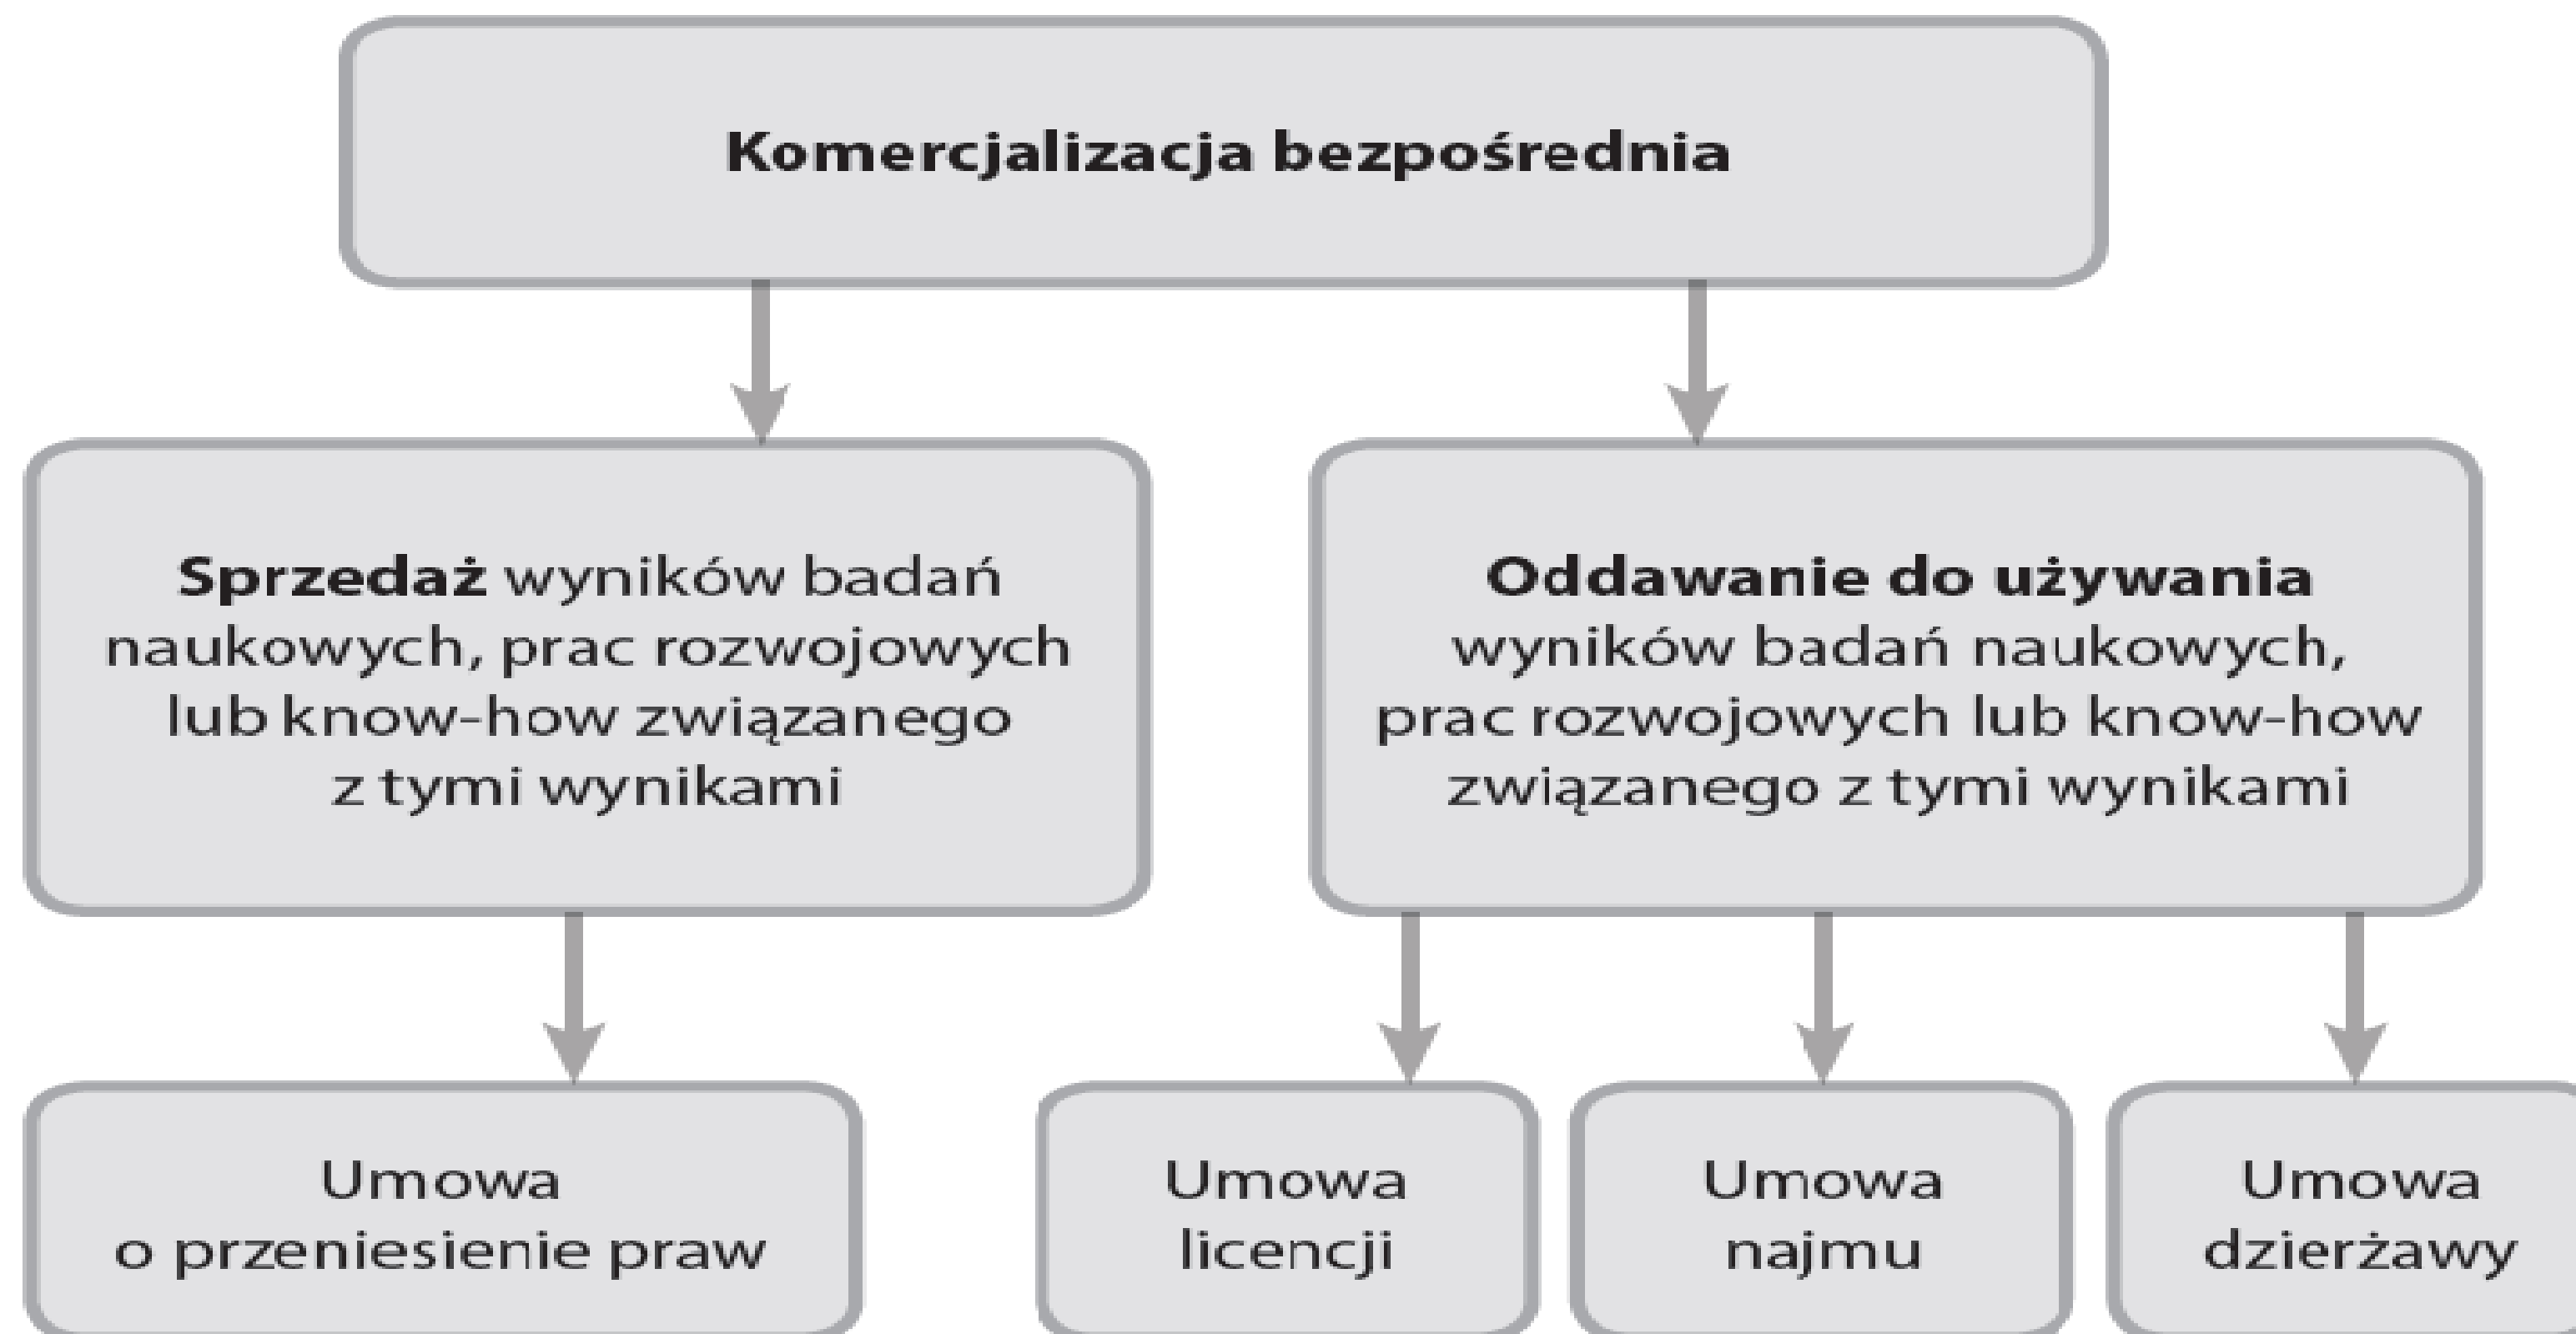 Komercjalizacja bezpośrednia
Sprzedaż wyników badań
naukowych, prac rozwojowych
lub know-how związanego
z tymi wynikami
Oddawanie do używania
wyników badań naukowych,
prac rozwojowych lub know-how
związanego z tymi wynikami
Umowa
o przeniesienie praw
Umowa
licencji
Umowa
najmu
Umowa
dzierżawy